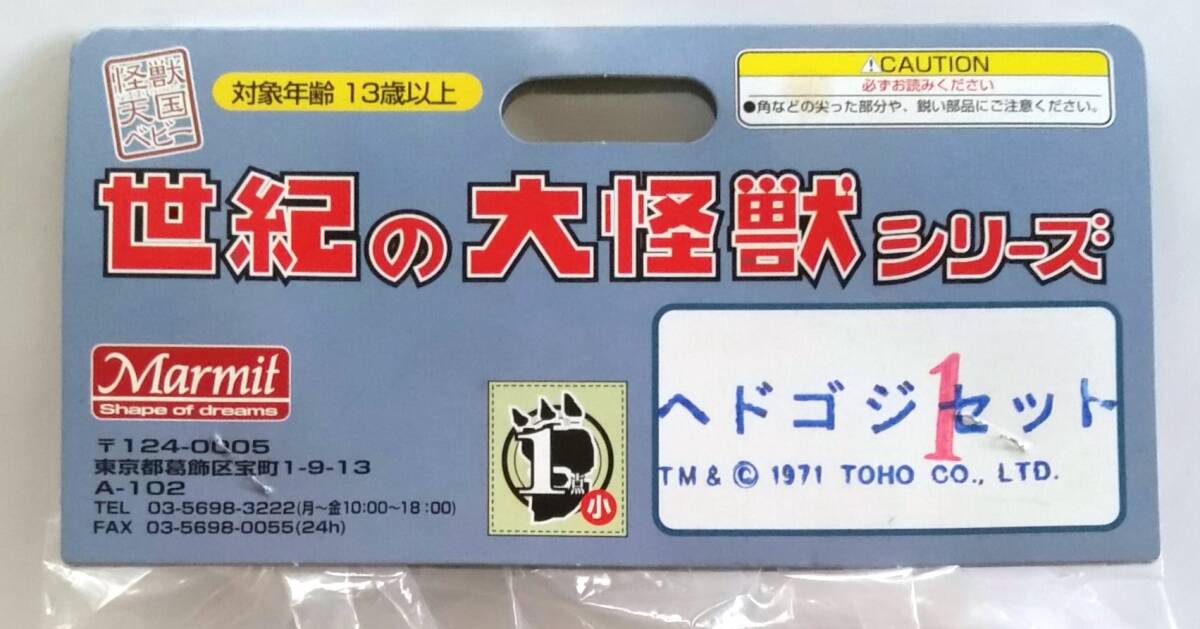 怪獣
天国
ベビー
対象年齢 13歳以上
⚠CAUTION
必ずお読みください
●角などの尖った部分や、鋭い部品にご注意ください。
世紀の大怪獣シリーズ
Marmit
Shape of dreams
〒124-0005
東京都葛飾区宝町1-9-13
A-102
TEL 03-5698-3222(月~金10:00~18:00)
FAX 03-5698-0055(24h)
1
小
ヘドゴジセット
1
TM & © 1971 TOHO CO., LTD.